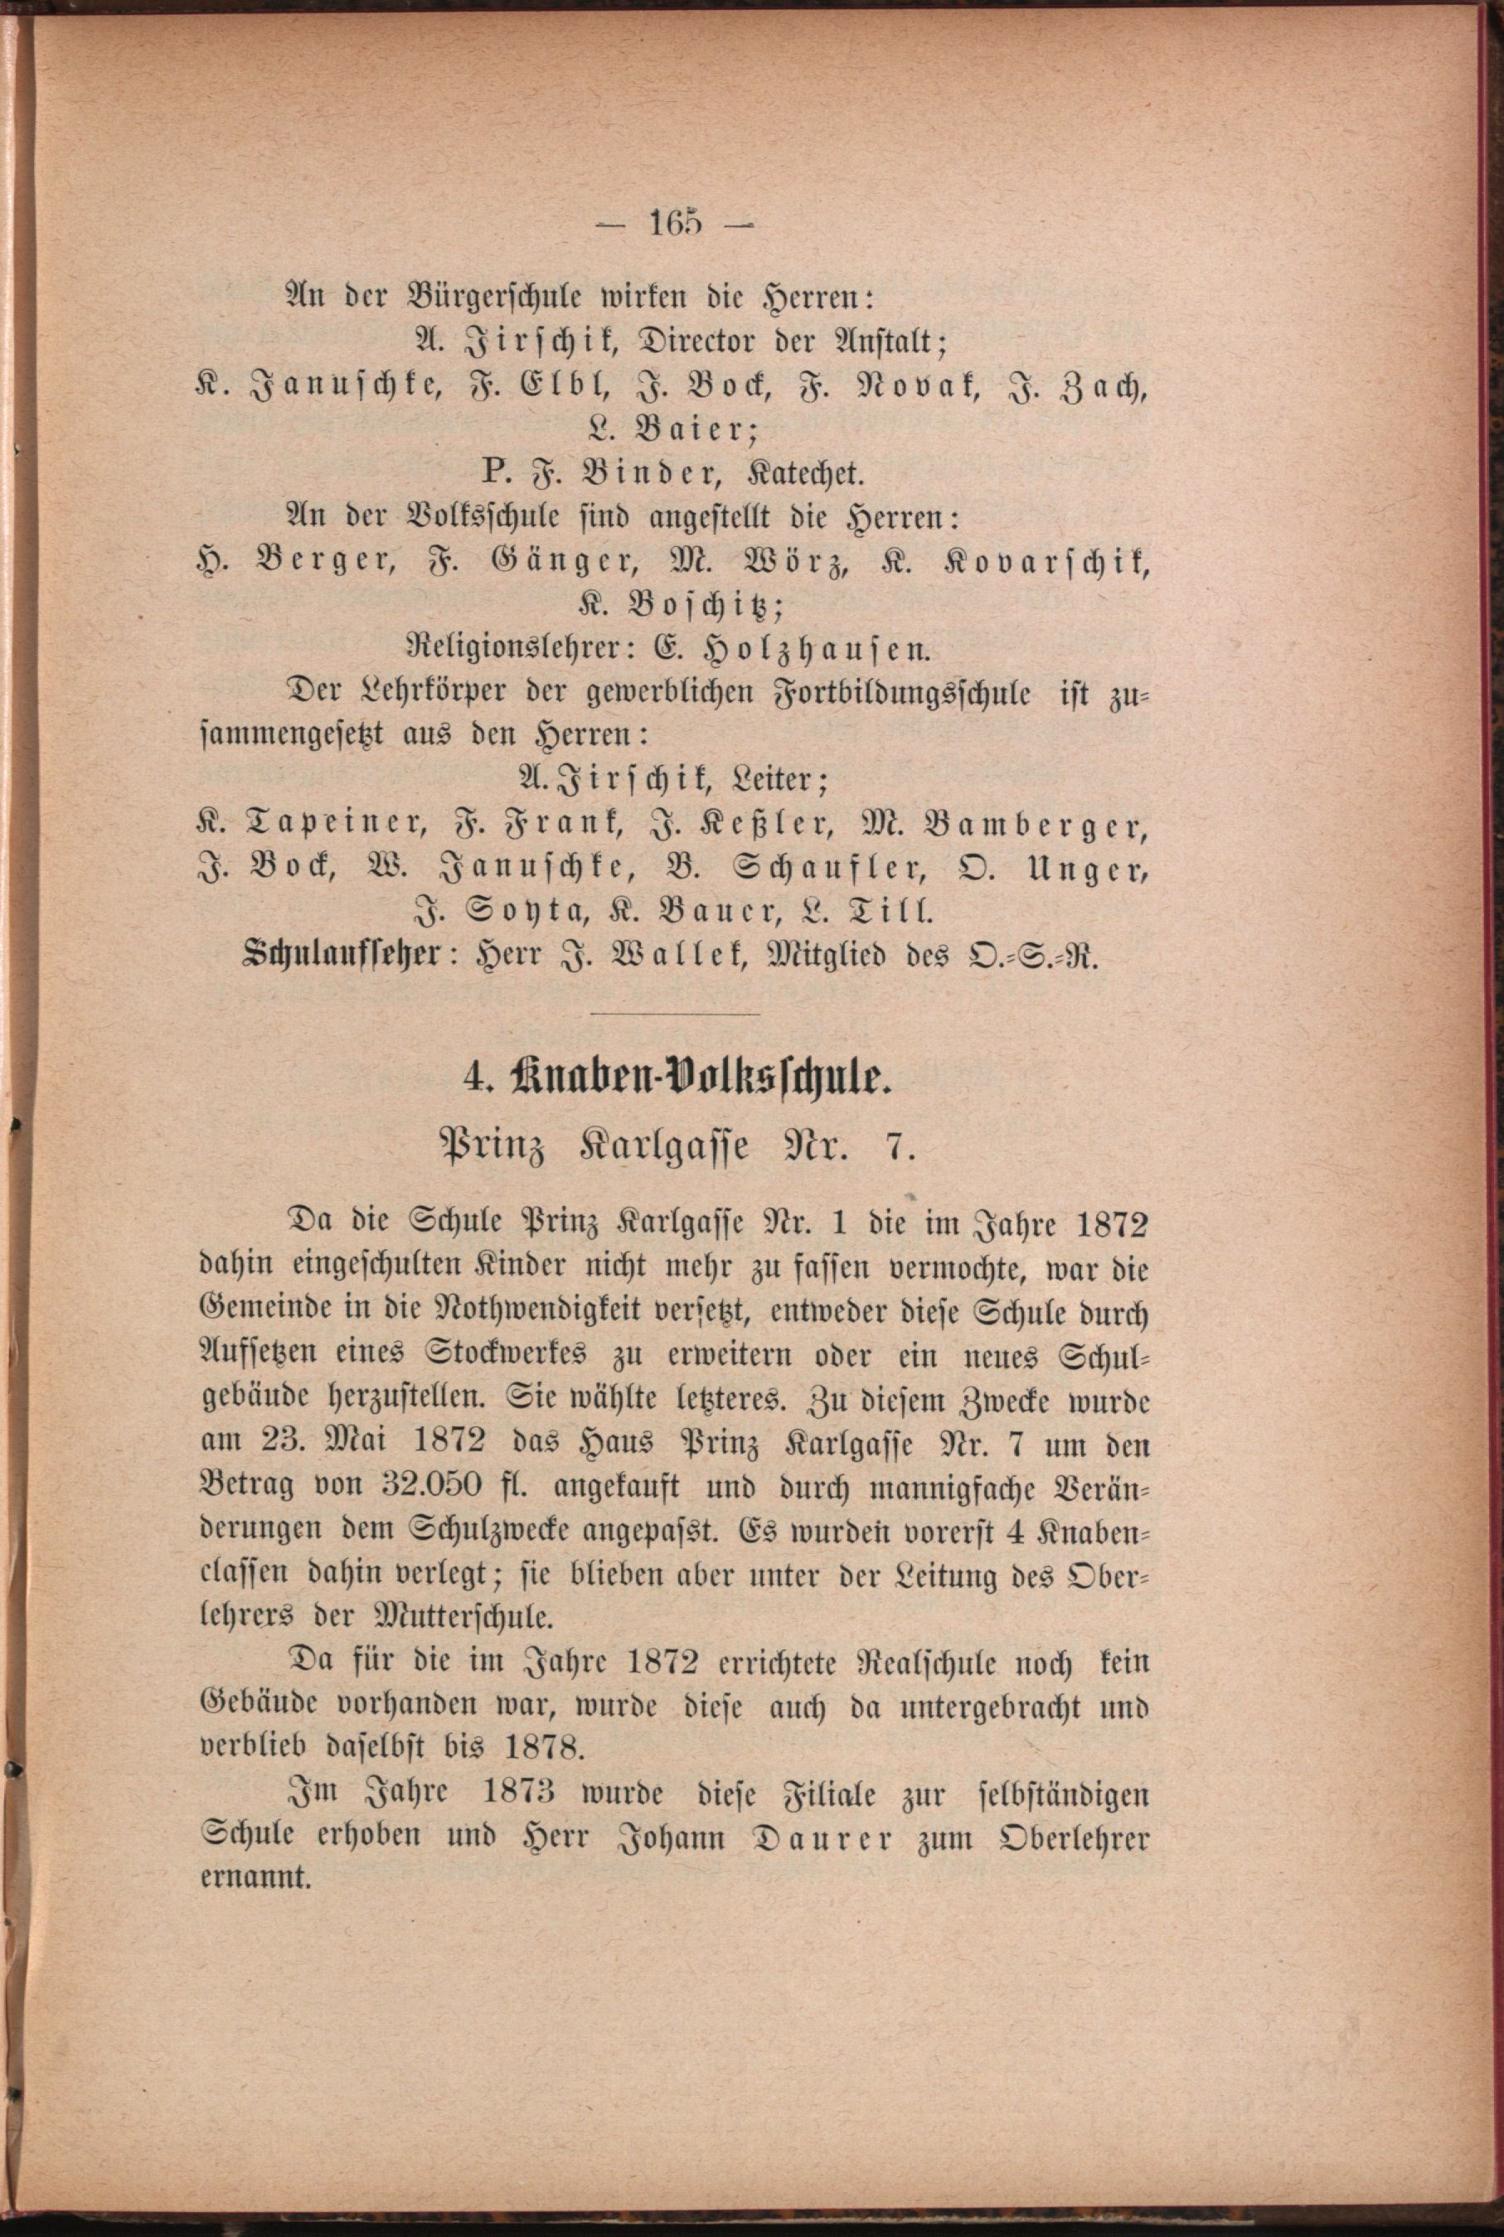 — 165 —
An der Bürgerschule wirken die Herren:
A. Jirschik, Director der Anstalt;
K. Januschke, F. Elbl, J. Bock, F. Novak, J. Zach,
L. Baier;
P. F. Binder, Katechet.
An der Volksschule sind angestellt die Herren:
H. Berger, F. Gänger, M. Wörz, K. Kovarschik,
K. Boschitz;
Religionslehrer: E. Holzhausen.
Der Lehrkörper der gewerblichen Fortbildungsschule ist zu-
sammengesetzt aus den Herren:
A. Jirschik, Leiter;
K. Tapeiner, F. Frank, J. Keßler, M. Bamberger,
J. Bock, W. Januschke, B. Schaufler, O. Unger,
J. Soyta, K. Bauer, L. Till.
Schulaufseher: Herr J. Wallek, Mitglied des O.-S.-R.
4. Knaben-Volksschule.
Prinz Karlgasse Nr. 7.
Da die Schule Prinz Karlgasse Nr. 1 die im Jahre 1872
dahin eingeschulten Kinder nicht mehr zu fassen vermochte, war die
Gemeinde in die Nothwendigkeit versetzt, entweder diese Schule durch
Aufsetzen eines Stockwerkes zu erweitern oder ein neues Schul-
gebäude herzustellen. Sie wählte letzteres. Zu diesem Zwecke wurde
am 23. Mai 1872 das Haus Prinz Karlgasse Nr. 7 um den
Betrag von 32.050 fl. angekauft und durch mannigfache Verän-
derungen dem Schulzwecke angepasst. Es wurden vorerst 4 Knaben-
classen dahin verlegt; sie blieben aber unter der Leitung des Ober-
lehrers der Mutterschule.
Da für die im Jahre 1872 errichtete Realschule noch kein
Gebäude vorhanden war, wurde diese auch da untergebracht und
verblieb daselbst bis 1878.
Im Jahre 1873 wurde diese Filiale zur selbständigen
Schule erhoben und Herr Johann Daurer zum Oberlehrer
ernannt.